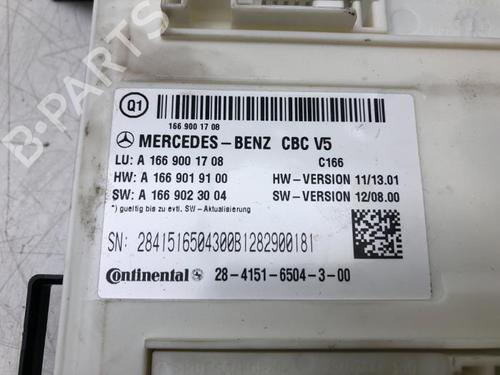 Q1
166 900 17 08
MERCEDES-BENZ CBC V5
LU: A 166 900 17 08 C166
HW: A 166 901 91 00 HW-VERSION 11/13.01
SW: A 166 902 30 04 SW-VERSION 12/08.00
*) gueltig bis zu evtl. SW-Aktualisierung
SN: 2841516504300B1282900181
Continental 28-4151-6504-3-00